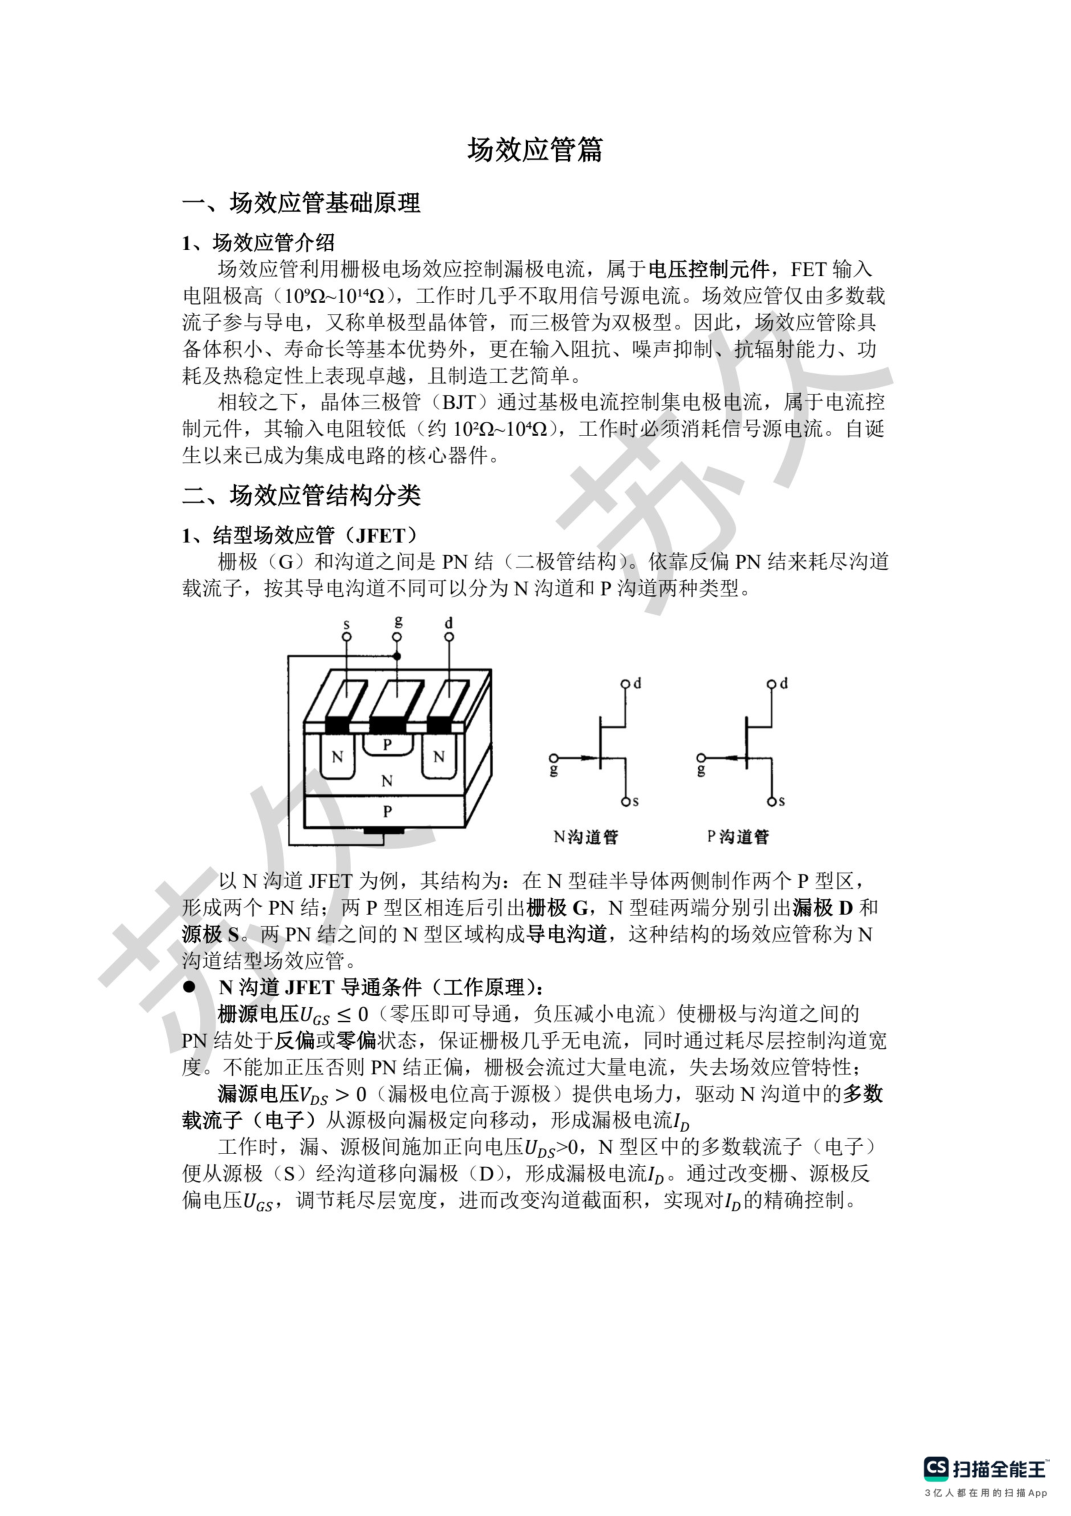 场效应管篇
一、场效应管基础原理
1、场效应管介绍
场效应管利用栅极电场效应控制漏极电流，属于电压控制元件，FET 输入
电阻极高（10⁹Ω~10¹⁴Ω），工作时几乎不取用信号源电流。场效应管仅由多数载
流子参与导电，又称单极型晶体管，而三极管为双极型。因此，场效应管除具
备体积小、寿命长等基本优势外，更在输入阻抗、噪声抑制、抗辐射能力、功
耗及热稳定性上表现卓越，且制造工艺简单。
相较之下，晶体三极管（BJT）通过基极电流控制集电极电流，属于电流控
制元件，其输入电阻较低（约 10²Ω~10⁴Ω），工作时必须消耗信号源电流。自诞
生以来已成为集成电路的核心器件。
二、场效应管结构分类
1、结型场效应管（JFET）
栅极（G）和沟道之间是 PN 结（二极管结构）。依靠反偏 PN 结来耗尽沟道
载流子，按其导电沟道不同可以分为 N 沟道和 P 沟道两种类型。
s g d
N P N
N
P
d
g
s
N沟道管
d
g
s
P沟道管
以 N 沟道 JFET 为例，其结构为：在 N 型硅半导体两侧制作两个 P 型区，
形成两个 PN 结；两 P 型区相连后引出栅极 G，N 型硅两端分别引出漏极 D 和
源极 S。两 PN 结之间的 N 型区域构成导电沟道，这种结构的场效应管称为 N
沟道结型场效应管。
● N 沟道 JFET 导通条件（工作原理）：
栅源电压U_GS ≤ 0（零压即可导通，负压减小电流）使栅极与沟道之间的
PN 结处于反偏或零偏状态，保证栅极几乎无电流，同时通过耗尽层控制沟道宽
度。不能加正压否则 PN 结正偏，栅极会流过大量电流，失去场效应管特性；
漏源电压V_DS > 0（漏极电位高于源极）提供电场力，驱动 N 沟道中的多数
载流子（电子）从源极向漏极定向移动，形成漏极电流I_D
工作时，漏、源极间施加正向电压U_DS>0，N 型区中的多数载流子（电子）
便从源极（S）经沟道移向漏极（D），形成漏极电流I_D。通过改变栅、源极反
偏电压U_GS，调节耗尽层宽度，进而改变沟道截面积，实现对I_D的精确控制。
苏久
苏久
CS 扫描全能王™
3亿人都在用的扫描App